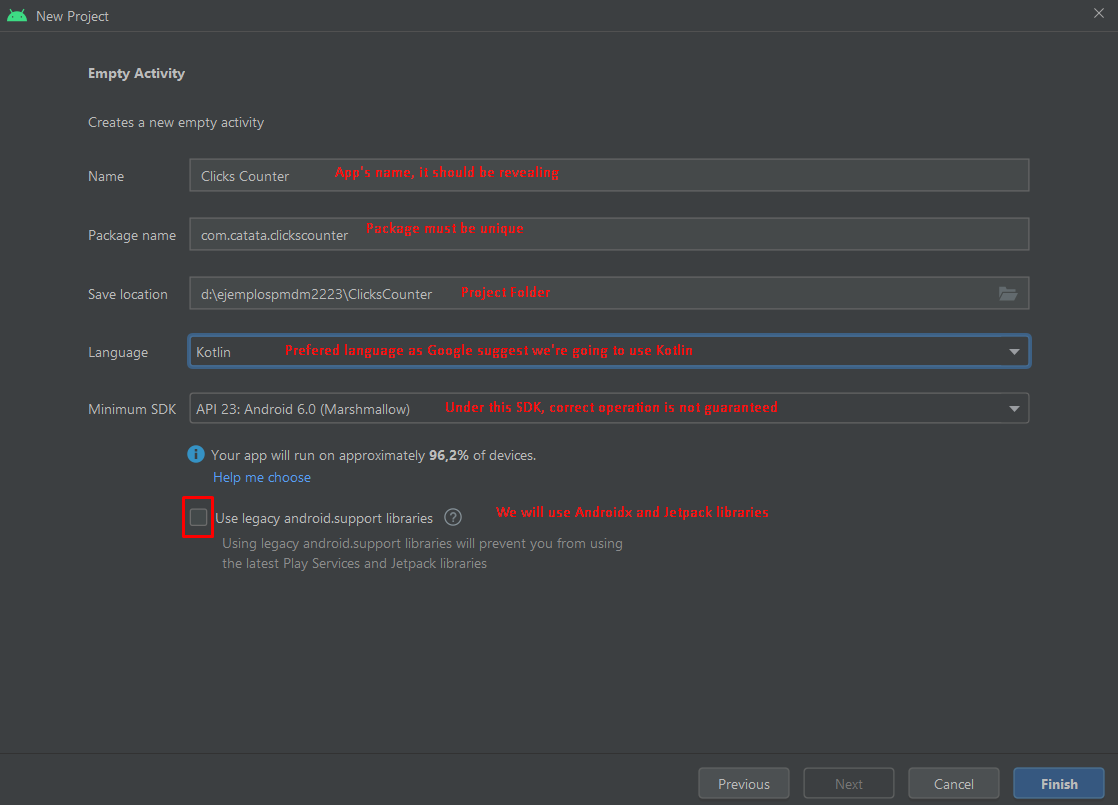 New Project
Empty Activity
Creates a new empty activity
Name Clicks Counter App's name, it should be revealing
Package name com.catata.clickscounter Package must be unique
Save location d:\ejemplospmdm2223\ClicksCounter Project Folder
Language Kotlin Prefered language as Google suggest we're going to use Kotlin
Minimum SDK API 23: Android 6.0 (Marshmallow) Under this SDK, correct operation is not guaranteed
Your app will run on approximately 96,2% of devices.
Help me choose
Use legacy android.support libraries ? We will use Androidx and Jetpack libraries
Using legacy android.support libraries will prevent you from using
the latest Play Services and Jetpack libraries
Previous Next Cancel Finish